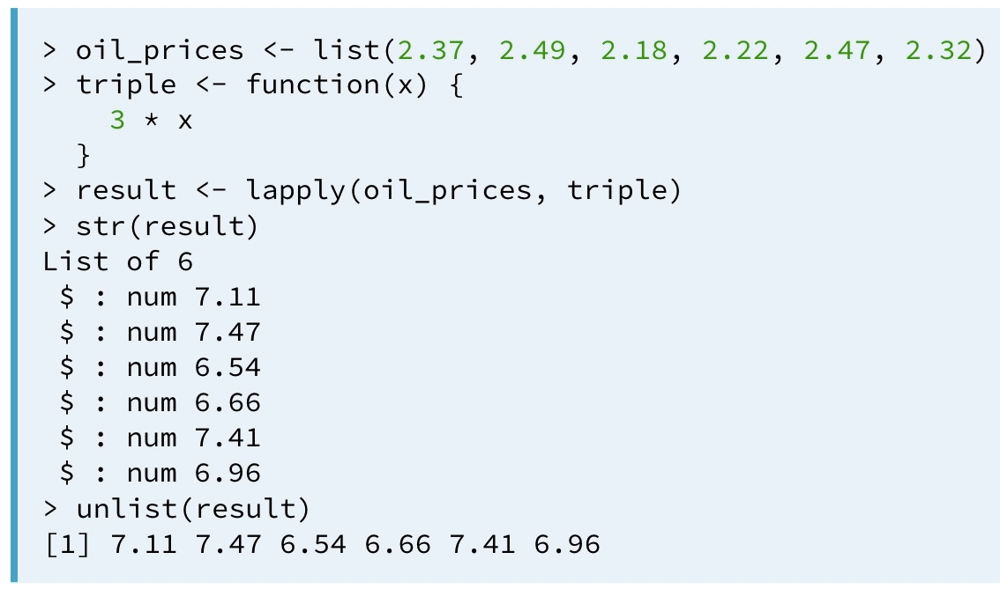 > oil_prices <- list(2.37, 2.49, 2.18, 2.22, 2.47, 2.32)
> triple <- function(x) {
    3 * x
  }
> result <- lapply(oil_prices, triple)
> str(result)
List of 6
 $ : num 7.11
 $ : num 7.47
 $ : num 6.54
 $ : num 6.66
 $ : num 7.41
 $ : num 6.96
> unlist(result)
[1] 7.11 7.47 6.54 6.66 7.41 6.96